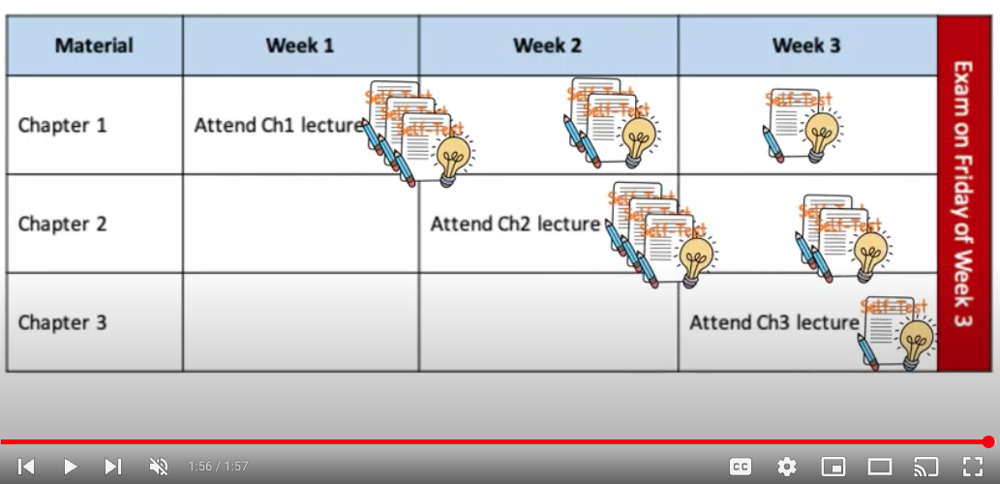 Material Week 1 Week 2 Week 3
Exam on Friday of Week 3
Chapter 1 Attend Ch1 lecture Self-Test Self-Test Self-Test Self-Test Self-Test Self-Test
Chapter 2 Attend Ch2 lecture Self-Test Self-Test Self-Test Self-Test Self-Test
Chapter 3 Attend Ch3 lecture Self-Test
1:56 / 1:57 CC